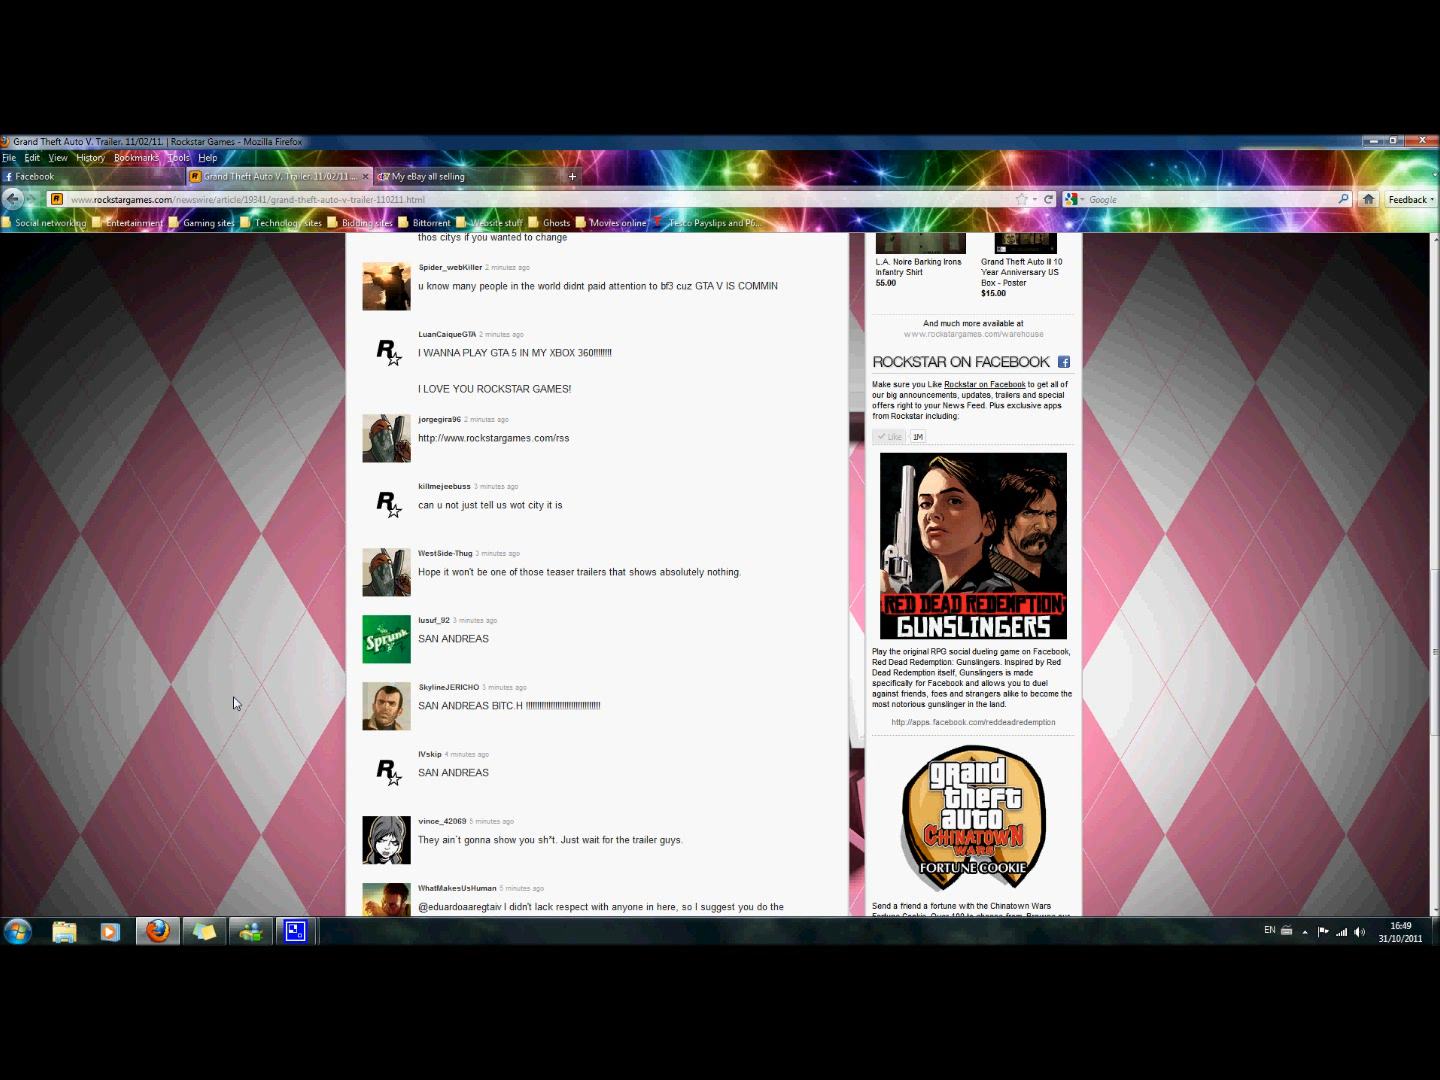 Grand Theft Auto V. Trailer. 11/02/11. | Rockstar Games - Mozilla Firefox
File Edit View History Bookmarks Tools Help
Facebook
Grand Theft Auto V. Trailer. 11/02/11....
My eBay all selling
www.rockstargames.com/newswire/article/19341/grand-theft-auto-v-trailer-110211.html
Google
Feedback
Social networking Entertainment Gaming sites Technology sites Bidding sites Bittorrent Website stuff Ghosts Movies online Tesco Payslips and P6...
thos citys if you wanted to change
Spider_webKiller 2 minutes ago
u know many people in the world didnt paid attention to bf3 cuz GTA V IS COMMIN
LuanCaiqueGTA 2 minutes ago
I WANNA PLAY GTA 5 IN MY XBOX 360!!!!!!!!
I LOVE YOU ROCKSTAR GAMES!
jorgegira96 2 minutes ago
http://www.rockstargames.com/rss
killmejeebuss 3 minutes ago
can u not just tell us wot city it is
WestSide-Thug 3 minutes ago
Hope it won't be one of those teaser trailers that shows absolutely nothing.
Sprunk
Iusuf_92 3 minutes ago
SAN ANDREAS
SkylineJERICHO 3 minutes ago
SAN ANDREAS BITC.H
IVskip 4 minutes ago
SAN ANDREAS
vince_42069 5 minutes ago
They ain`t gonna show you sh*t. Just wait for the trailer guys.
WhatMakesUsHuman 5 minutes ago
@eduardoaaregtaiv I didn't lack respect with anyone in here, so I suggest you do the
L.A. Noire Barking Irons
Infantry Shirt
55.00
Grand Theft Auto III 10
Year Anniversary US
Box - Poster
$15.00
And much more available at
www.rockstargames.com/warehouse
ROCKSTAR ON FACEBOOK
Make sure you Like Rockstar on Facebook to get all of
our big announcements, updates, trailers and special
offers right to your News Feed. Plus exclusive apps
from Rockstar including:
Like 1M
RED DEAD REDEMPTION
GUNSLINGERS
Play the original RPG social dueling game on Facebook,
Red Dead Redemption: Gunslingers. Inspired by Red
Dead Redemption itself, Gunslingers is made
specifically for Facebook and allows you to duel
against friends, foes and strangers alike to become the
most notorious gunslinger in the land.
http://apps.facebook.com/reddeadredemption
grand
theft
auto
CHINATOWN
WARS
FORTUNE COOKIE
Send a friend a fortune with the Chinatown Wars
EN
16:49
31/10/2011